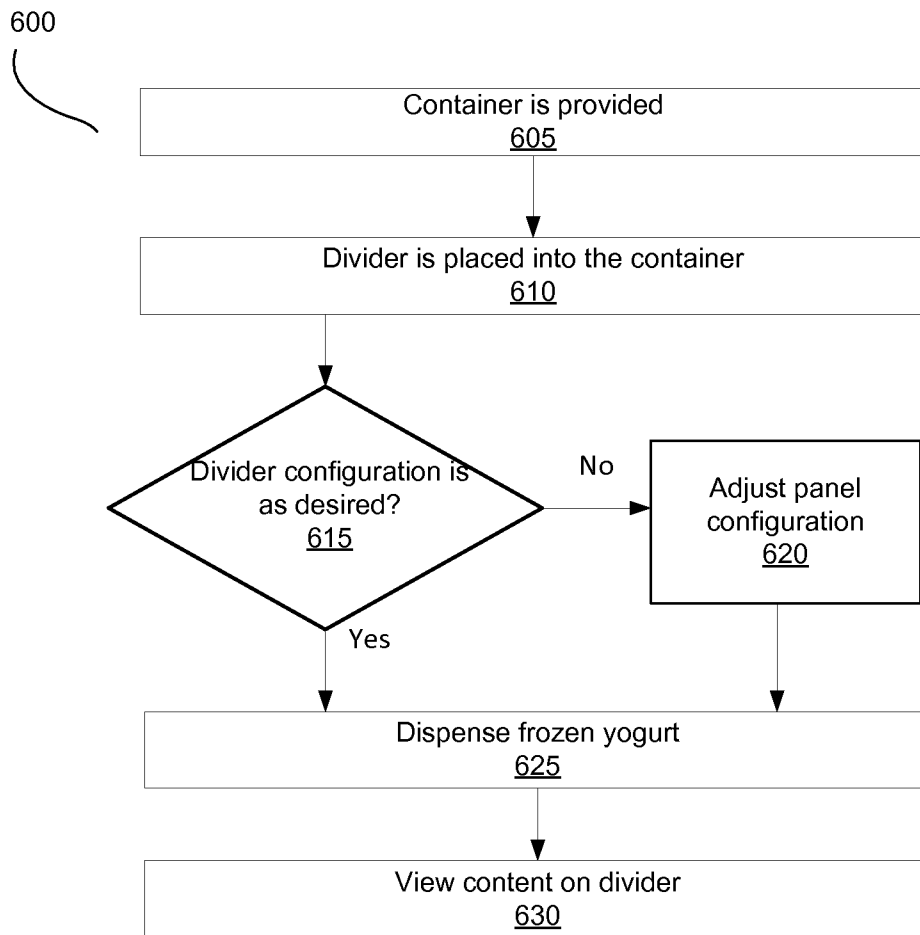 600
Container is provided
605
Divider is placed into the container
610
Divider configuration is
as desired?
615
No
Adjust panel
configuration
620
Yes
Dispense frozen yogurt
625
View content on divider
630